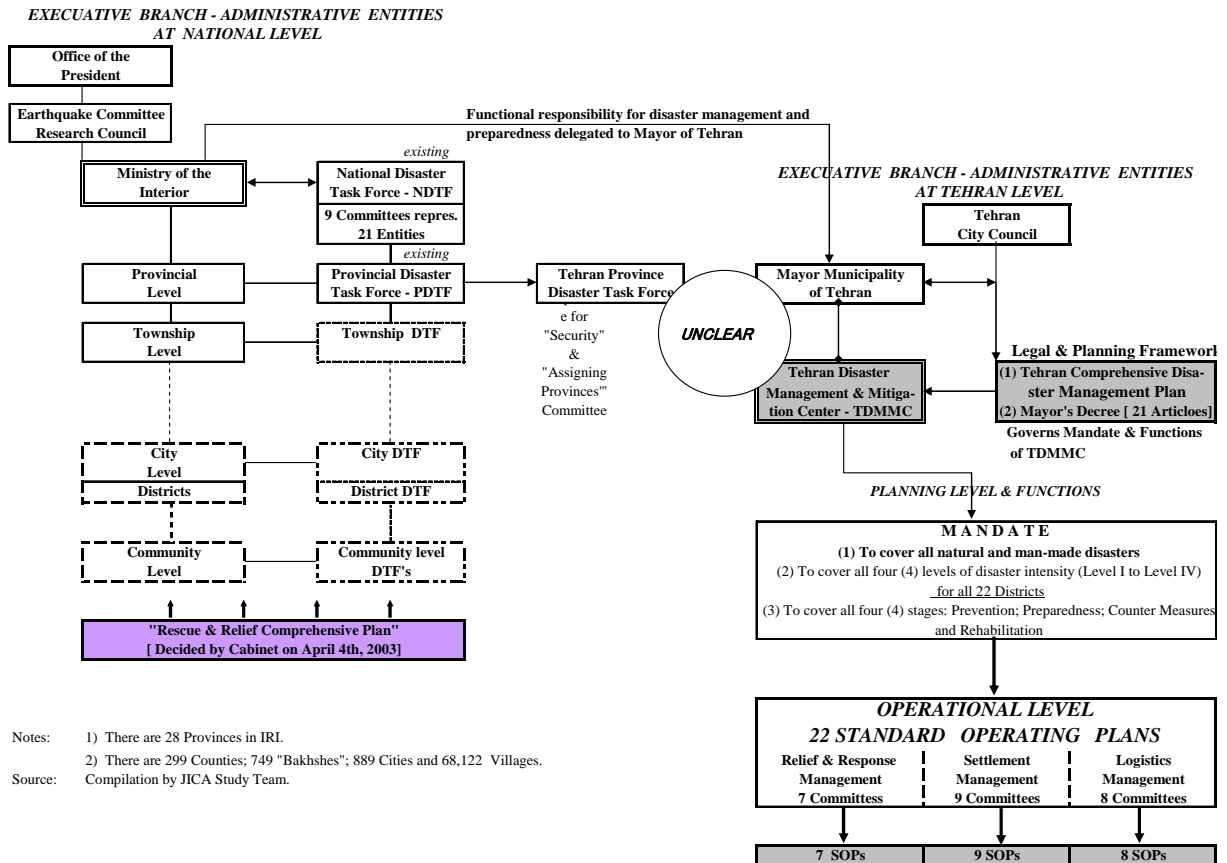 EXECUATIVE BRANCH - ADMINISTRATIVE ENTITIES
AT NATIONAL LEVEL
Office of the
President
Earthquake Committee
Research Council
Functional responsibility for disaster management and
preparedness delegated to Mayor of Tehran
existing
Ministry of the
Interior
National Disaster
Task Force - NDTF
9 Committees repres.
21 Entities
EXECUATIVE BRANCH - ADMINISTRATIVE ENTITIES
AT TEHRAN LEVEL
Tehran
City Council
existing
Provincial
Level
Provincial Disaster
Task Force - PDTF
Tehran Province
Disaster Task Force
e for
"Security"
&
"Assigning
Provinces'"
Committee
UNCLEAR
Mayor Municipality
of Tehran
Township
Level
Township DTF
Legal & Planning Framework
(1) Tehran Comprehensive Disa-
ster Management Plan
(2) Mayor's Decree [ 21 Articloes]
Governs Mandate & Functions
of TDMMC
Tehran Disaster
Management & Mitiga-
tion Center - TDMMC
City
Level
Districts
City DTF
District DTF
Community
Level
Community level
DTF's
"Rescue & Relief Comprehensive Plan"
[ Decided by Cabinet on April 4th, 2003]
PLANNING LEVEL & FUNCTIONS
M A N D A T E
(1) To cover all natural and man-made disasters
(2) To cover all four (4) levels of disaster intensity (Level I to Level IV)
for all 22 Districts
(3) To cover all four (4) stages: Prevention; Preparedness; Counter Measures
and Rehabilitation
OPERATIONAL LEVEL
22 STANDARD OPERATING PLANS
Relief & Response
Management
7 Committess
Settlement
Management
9 Committees
Logistics
Management
8 Committees
7 SOPs
9 SOPs
8 SOPs
Notes: 1) There are 28 Provinces in IRI.
2) There are 299 Counties; 749 "Bakhshes"; 889 Cities and 68,122 Villages.
Source: Compilation by JICA Study Team.